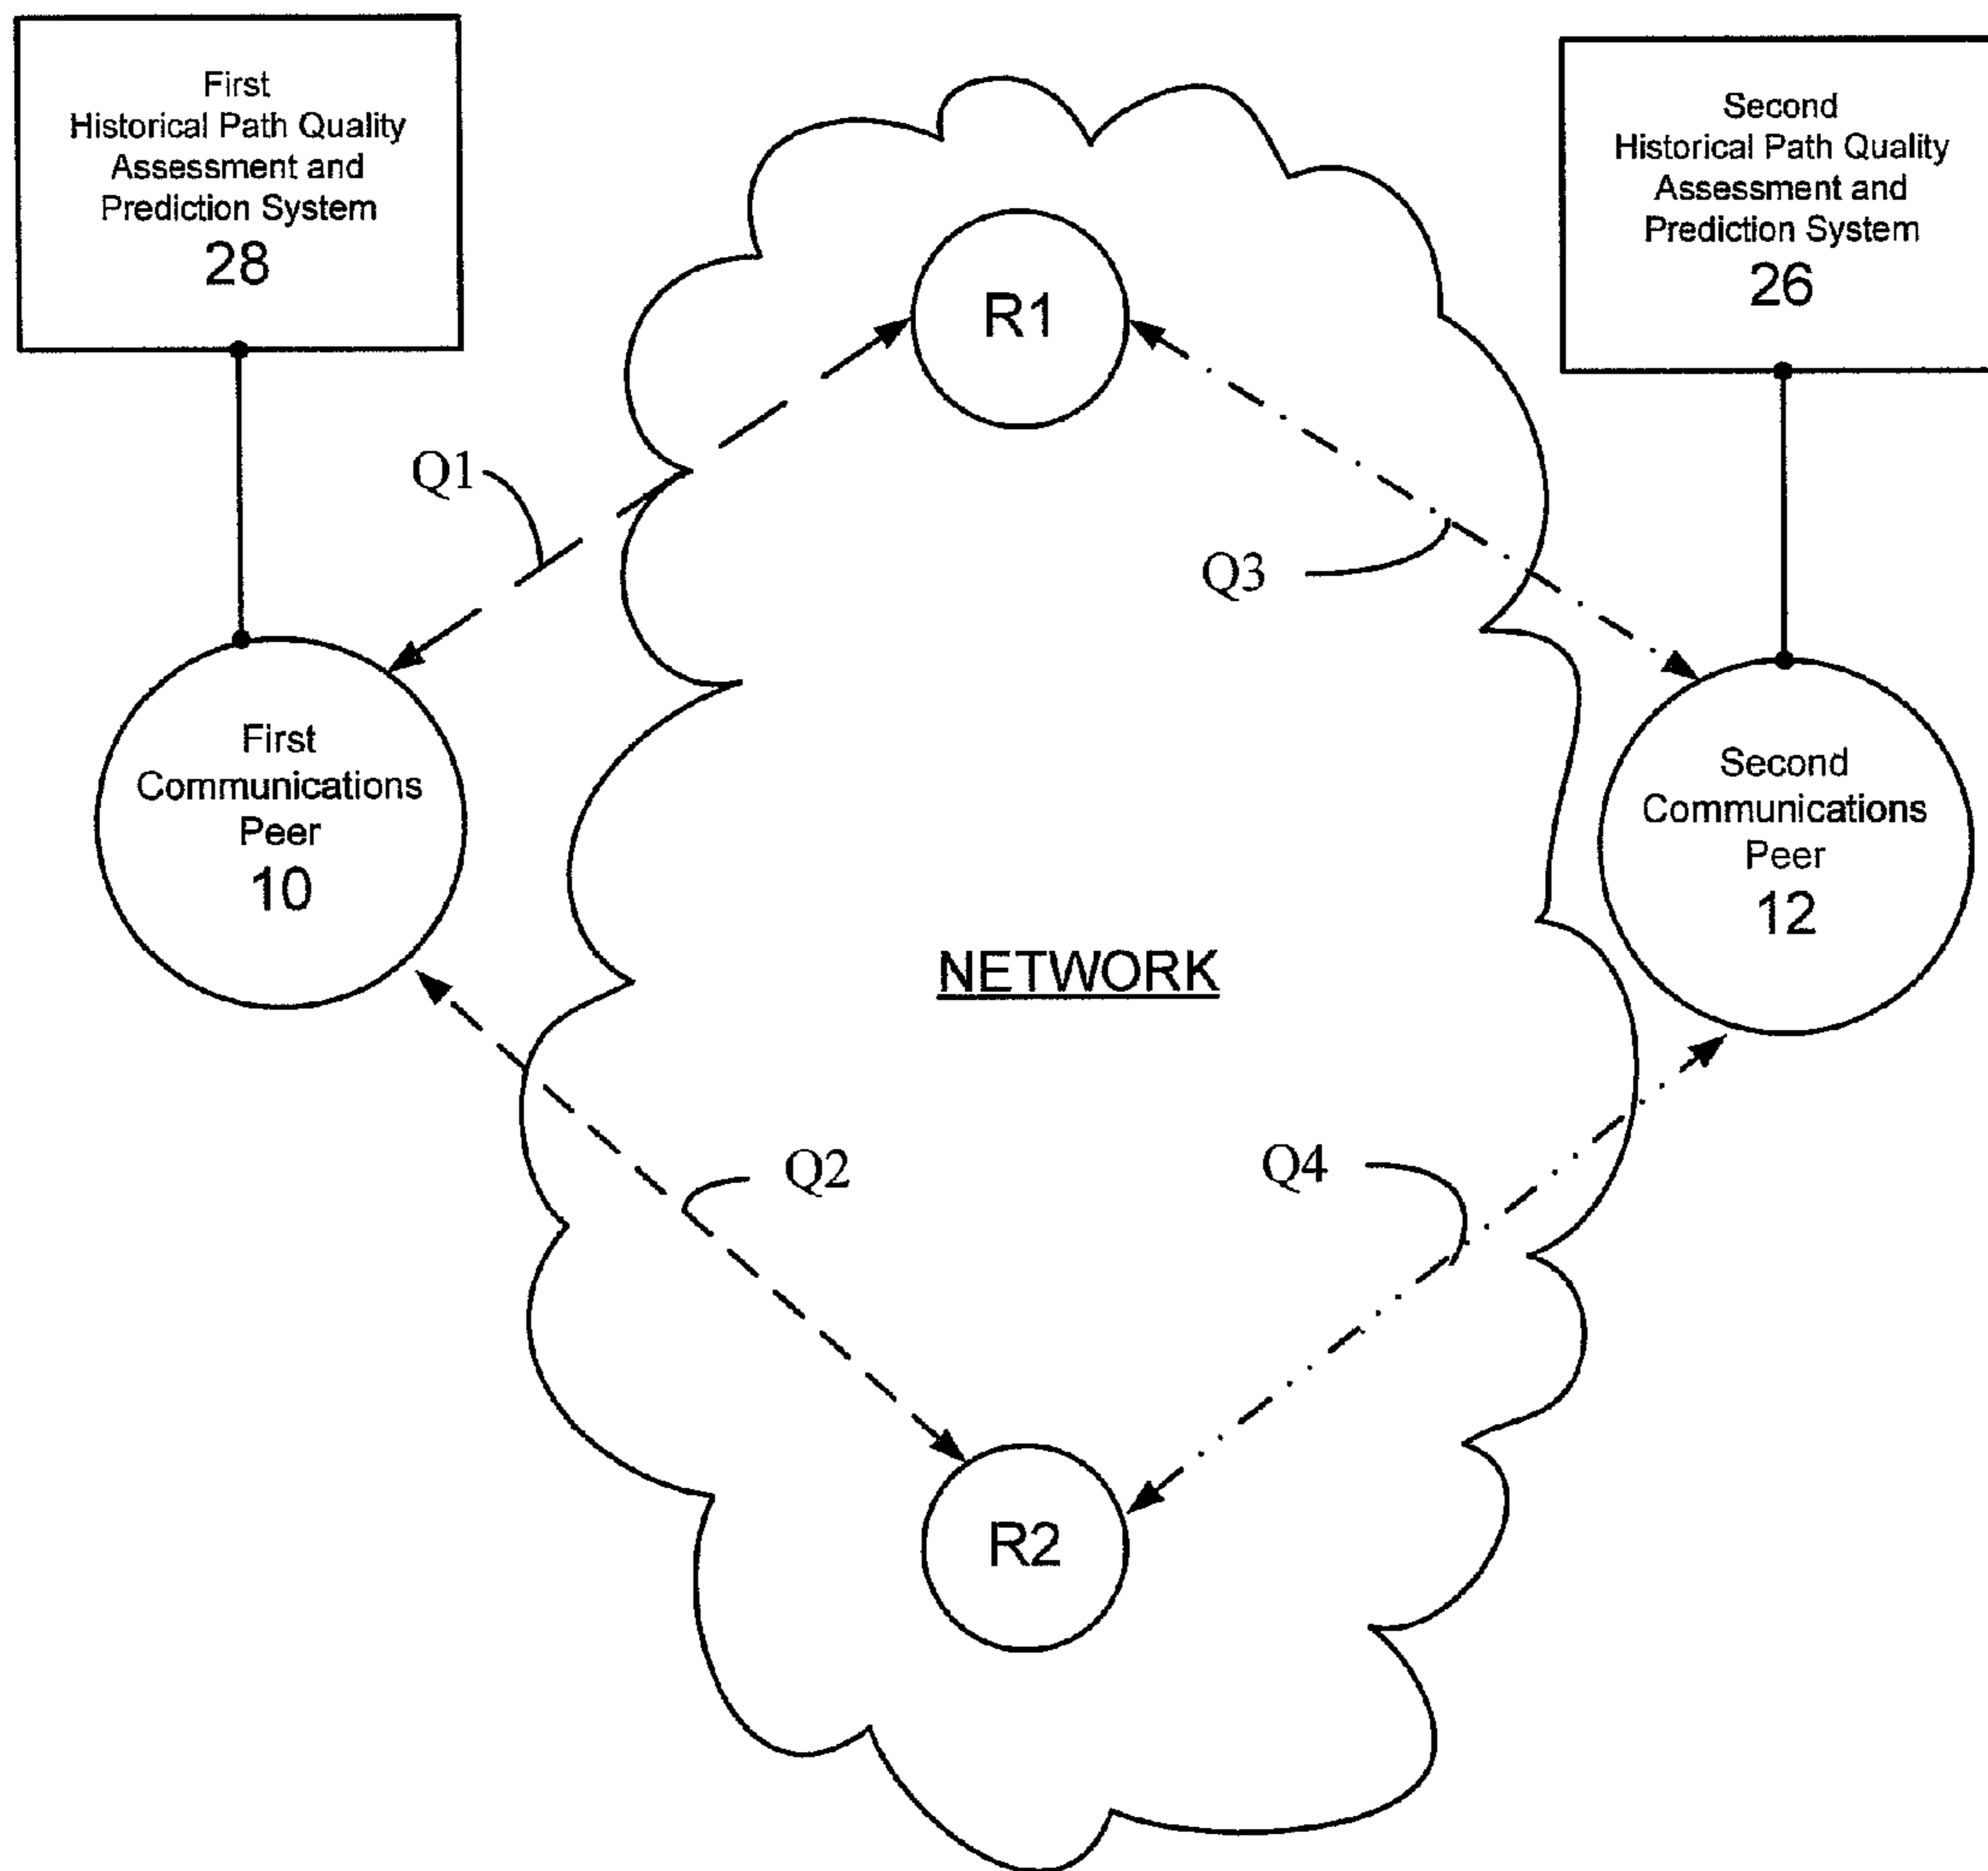 First
Historical Path Quality
Assessment and
Prediction System
28
Second
Historical Path Quality
Assessment and
Prediction System
26
R1
Q1
Q3
First
Communications
Peer
10
Second
Communications
Peer
12
NETWORK
Q2
Q4
R2